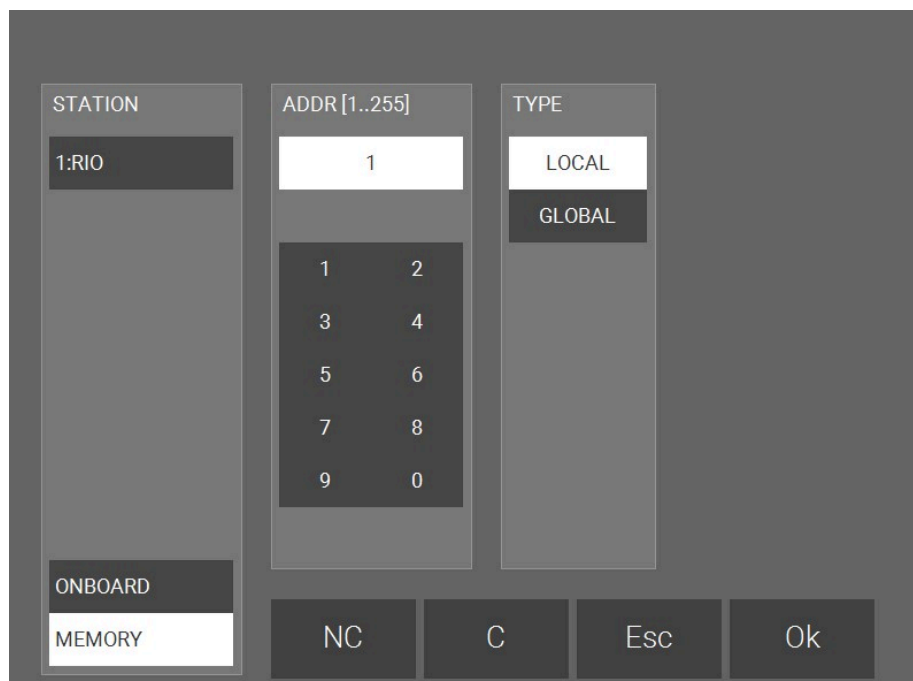 STATION
1:RIO
ONBOARD
MEMORY
ADDR [1..255]
1
1 2
3 4
5 6
7 8
9 0
TYPE
LOCAL
GLOBAL
NC C Esc Ok